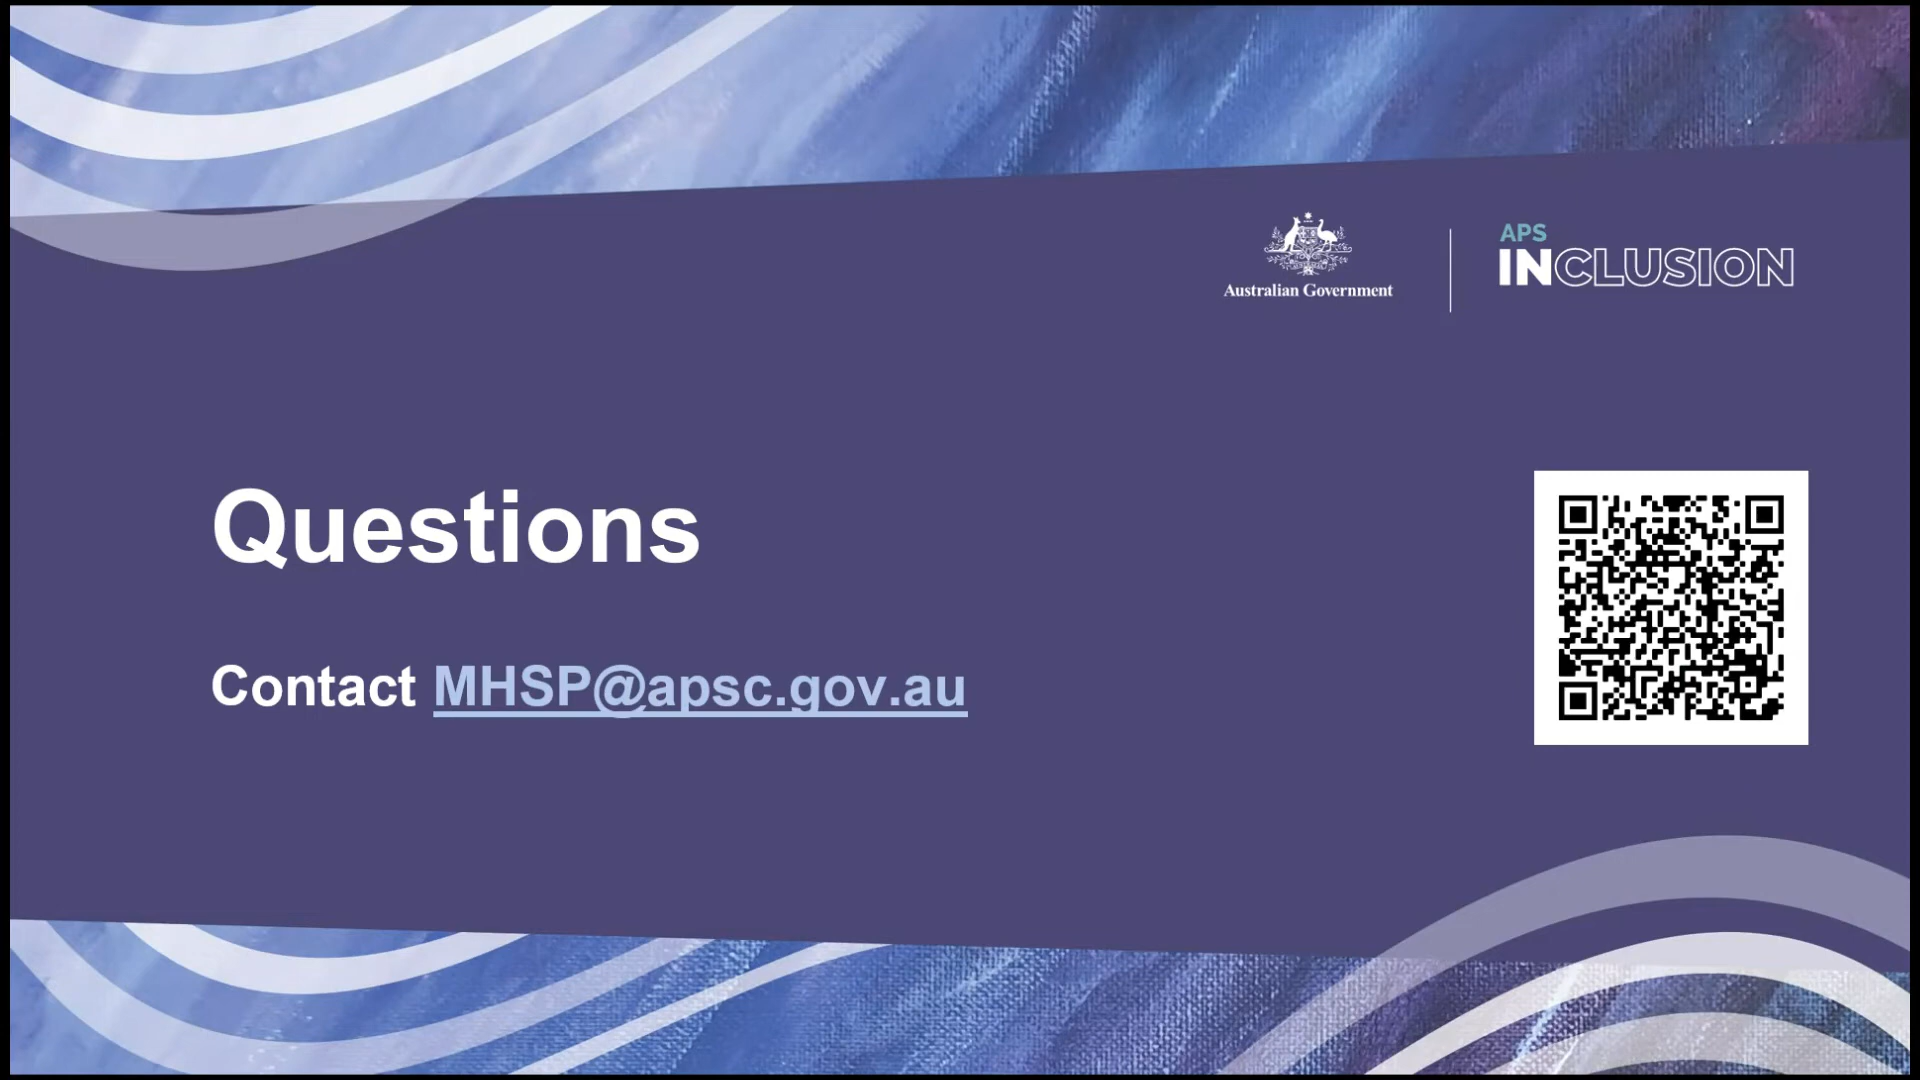 Australian Government
APS
INCLUSION
Questions
Contact MHSP@apsc.gov.au